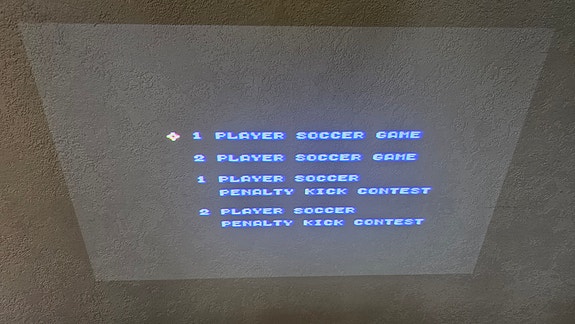 1 PLAYER SOCCER GAME
2 PLAYER SOCCER GAME
1 PLAYER SOCCER
PENALTY KICK CONTEST
2 PLAYER SOCCER
PENALTY KICK CONTEST